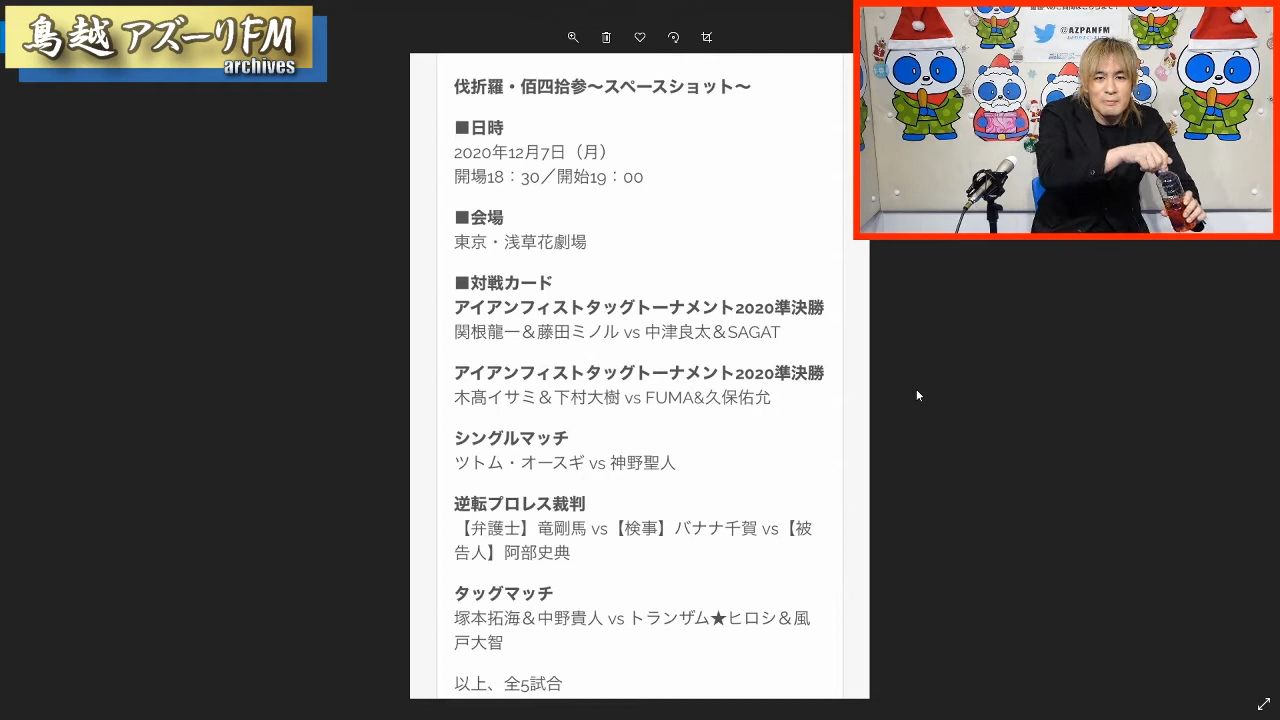 鳥越 アズーリFM
archives
@AZPANFM
伐折羅・佰四拾参〜スペースショット〜
■日時
2020年12月7日（月）
開場18：30／開始19：00
■会場
東京・浅草花劇場
■対戦カード
アイアンフィストタッグトーナメント2020準決勝
関根龍一＆藤田ミノル vs 中津良太＆SAGAT
アイアンフィストタッグトーナメント2020準決勝
木髙イサミ＆下村大樹 vs FUMA&久保佑允
シングルマッチ
ツトム・オースギ vs 神野聖人
逆転プロレス裁判
【弁護士】竜剛馬 vs【検事】バナナ千賀 vs【被
告人】阿部史典
タッグマッチ
塚本拓海＆中野貴人 vs トランザム★ヒロシ＆風
戸大智
以上、全5試合